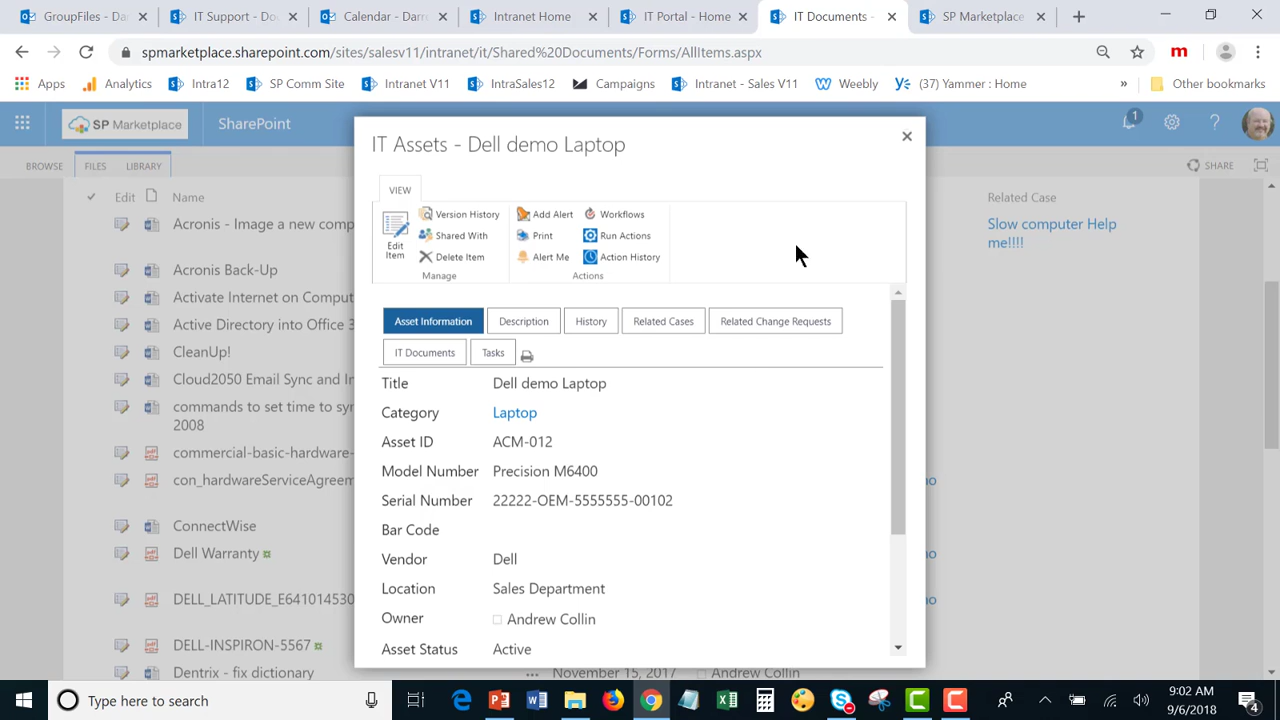 GroupFiles - Da
IT Support - Do
Calendar - Darr
Intranet Home
IT Portal - Home
IT Documents -
SP Marketplace
spmarketplace.sharepoint.com/sites/salesv11/intranet/it/Shared%20Documents/Forms/AllItems.aspx
Apps
Analytics
Intra12
SP Comm Site
Intranet V11
IntraSales12
Campaigns
Intranet - Sales V11
Weebly
(37) Yammer : Home
»
Other bookmarks
SP Marketplace
SharePoint
1
?
BROWSE
FILES
LIBRARY
SHARE
IT Assets - Dell demo Laptop
VIEW
Edit
Item
Version History
Shared With
Delete Item
Manage
Add Alert
Print
Alert Me
Workflows
Run Actions
Action History
Actions
Asset Information
Description
History
Related Cases
Related Change Requests
IT Documents
Tasks
Title Dell demo Laptop
Category Laptop
Asset ID ACM-012
Model Number Precision M6400
Serial Number 22222-OEM-5555555-00102
Bar Code
Vendor Dell
Location Sales Department
Owner Andrew Collin
Asset Status Active
Edit
Name
Related Case
Acronis - Image a new comp
Slow computer Help
me!!!!
Acronis Back-Up
Activate Internet on Comput
Active Directory into Office 3
CleanUp!
Cloud2050 Email Sync and In
commands to set time to sy
2008
commercial-basic-hardware-
con_hardwareServiceAgreem
no
ConnectWise
Dell Warranty
no
DELL_LATITUDE_E641014530
no
DELL-INSPIRON-5567
Dentrix - fix dictionary
... November 15, 2017 Andrew Collin
Type here to search
9:02 AM
9/6/2018
4